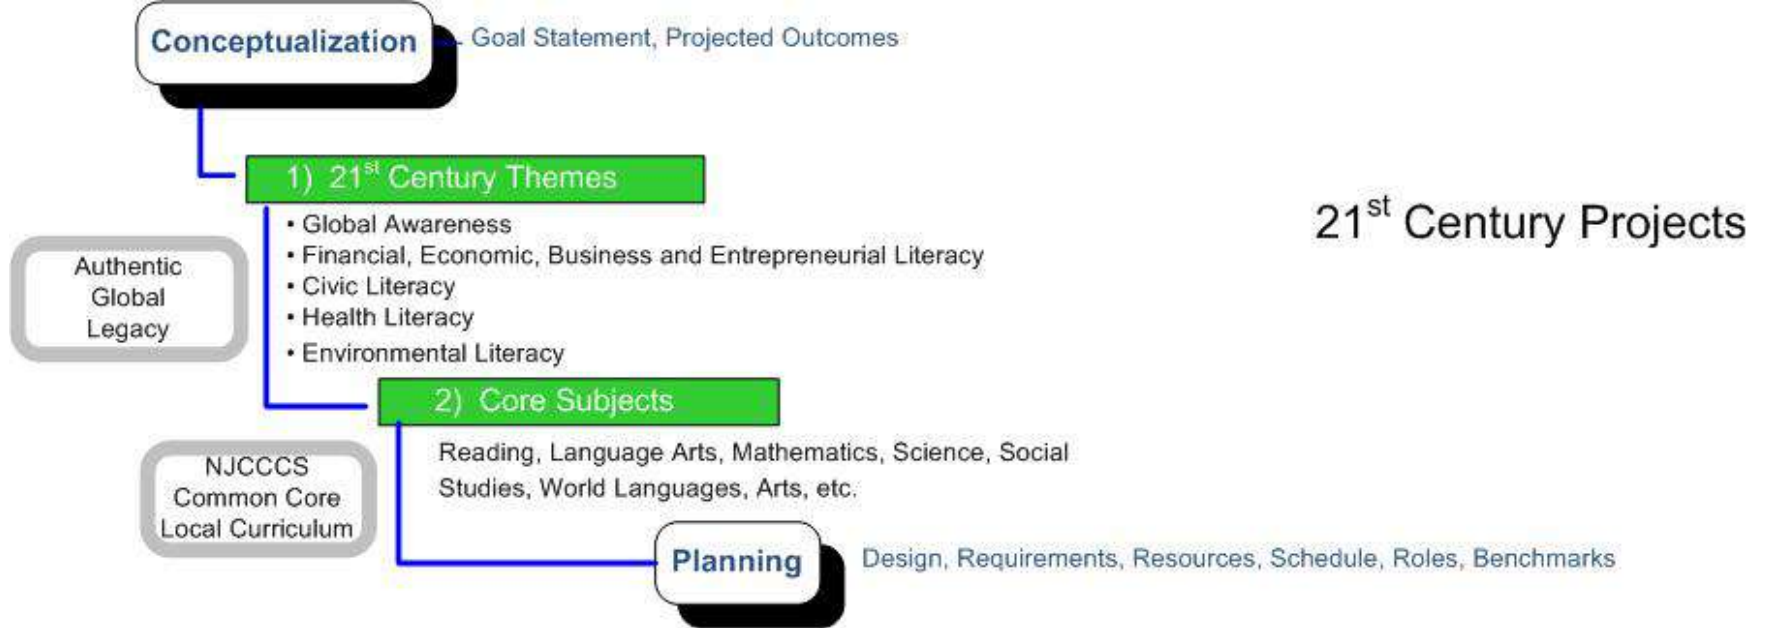 Conceptualization
Goal Statement, Projected Outcomes
1) 21st Century Themes
• Global Awareness
• Financial, Economic, Business and Entrepreneurial Literacy
• Civic Literacy
• Health Literacy
• Environmental Literacy
Authentic
Global
Legacy
21st Century Projects
2) Core Subjects
Reading, Language Arts, Mathematics, Science, Social
Studies, World Languages, Arts, etc.
NJCCCS
Common Core
Local Curriculum
Planning
Design, Requirements, Resources, Schedule, Roles, Benchmarks